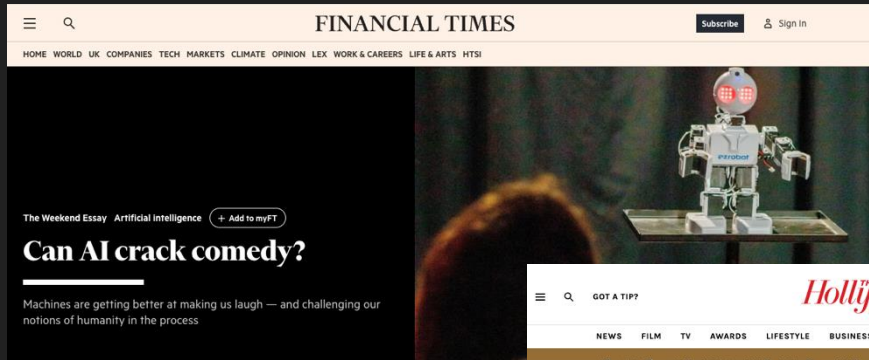 FINANCIAL TIMES
Subscribe
Sign In
HOME WORLD UK COMPANIES TECH MARKETS CLIMATE OPINION LEX WORK & CAREERS LIFE & ARTS HTSI
The Weekend Essay Artificial intelligence + Add to myFT
Can AI crack comedy?
Machines are getting better at making us laugh — and challenging our
notions of humanity in the process
GOT A TIP?
NEWS FILM TV AWARDS LIFESTYLE BUSINESS